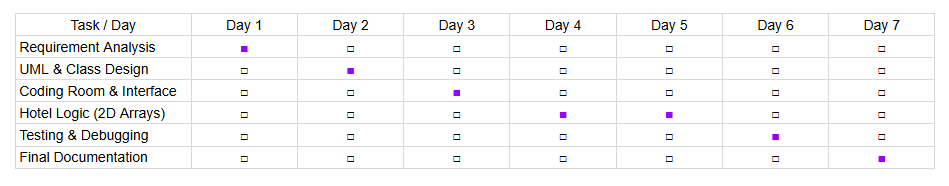 Task / Day Day 1 Day 2 Day 3 Day 4 Day 5 Day 6 Day 7
Requirement Analysis ■ □ □ □ □ □ □
UML & Class Design □ ■ □ □ □ □ □
Coding Room & Interface □ □ ■ □ □ □ □
Hotel Logic (2D Arrays) □ □ □ ■ ■ □ □
Testing & Debugging □ □ □ □ □ ■ □
Final Documentation □ □ □ □ □ □ ■